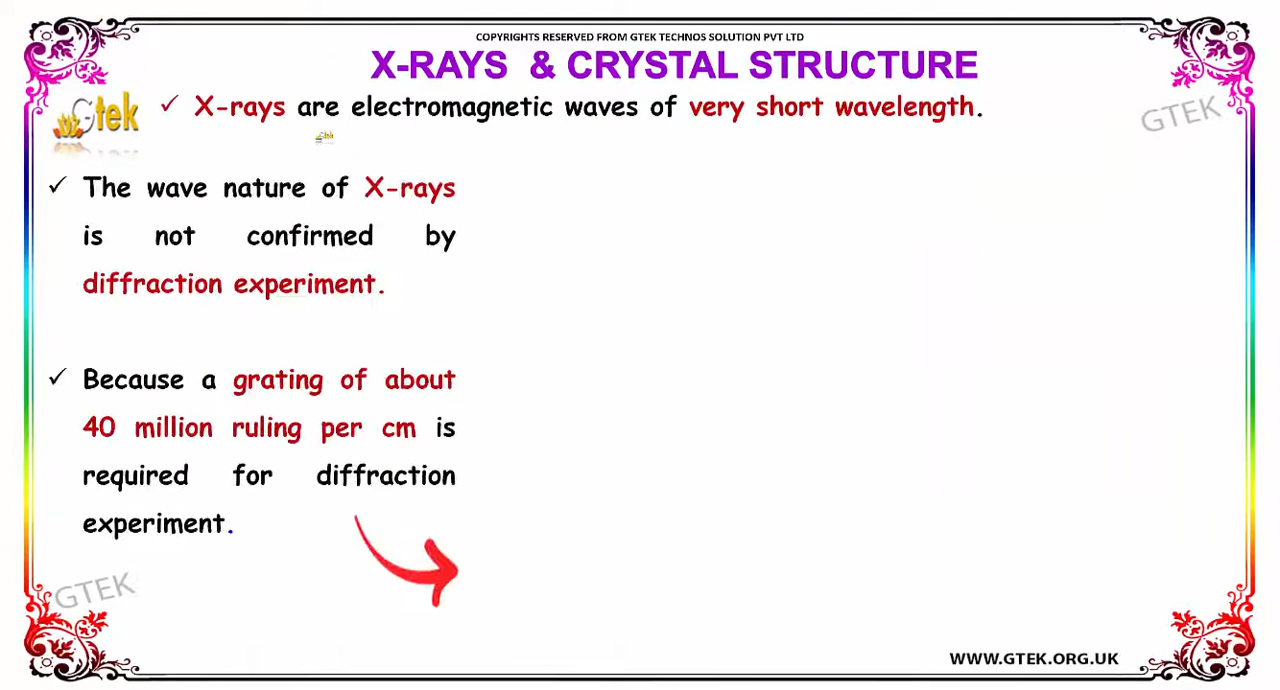 COPYRIGHTS RESERVED FROM GTEK TECHNOS SOLUTION PVT LTD
X-RAYS & CRYSTAL STRUCTURE
Gtek
✓ X-rays are electromagnetic waves of very short wavelength.
GTEK
Gtek
✓ The wave nature of X-rays
is not confirmed by
diffraction experiment.
✓ Because a grating of about
40 million ruling per cm is
required for diffraction
experiment.
GTEK
WWW.GTEK.ORG.UK